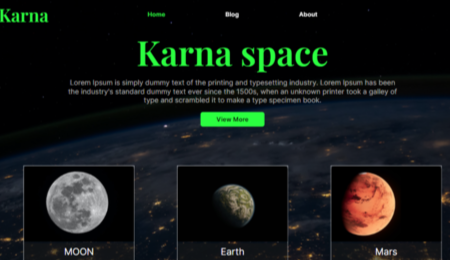 Karna
Home Blog About
Karna space
Lorem Ipsum is simply dummy text of the printing and typesetting industry. Lorem Ipsum has been
the industry's standard dummy text ever since the 1500s, when an unknown printer took a galley of
type and scrambled it to make a type specimen book.
View More
MOON Earth Mars